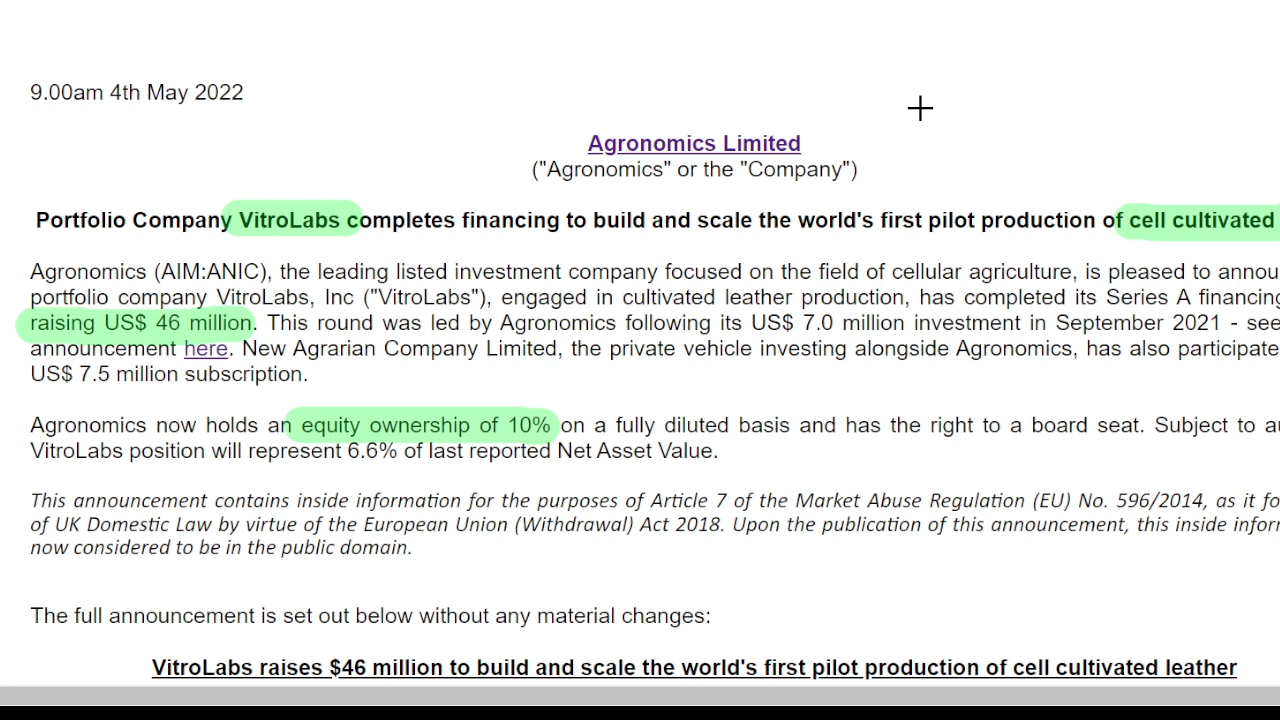 9.00am 4th May 2022
Agronomics Limited
("Agronomics" or the "Company")
Portfolio Company VitroLabs completes financing to build and scale the world's first pilot production of cell cultivated
Agronomics (AIM:ANIC), the leading listed investment company focused on the field of cellular agriculture, is pleased to
portfolio company VitroLabs, Inc ("VitroLabs"), engaged in cultivated leather production, has completed its Series A financing
raising US$ 46 million. This round was led by Agronomics following its US$ 7.0 million investment in September 2021 - see
announcement here. New Agrarian Company Limited, the private vehicle investing alongside Agronomics, has also
US$ 7.5 million subscription.
Agronomics now holds an equity ownership of 10% on a fully diluted basis and has the right to a board seat. Subject to
VitroLabs position will represent 6.6% of last reported Net Asset Value.
This announcement contains inside information for the purposes of Article 7 of the Market Abuse Regulation (EU) No. 596/2014, as it
of UK Domestic Law by virtue of the European Union (Withdrawal) Act 2018. Upon the publication of this announcement, this inside
now considered to be in the public domain.
The full announcement is set out below without any material changes:
VitroLabs raises $46 million to build and scale the world's first pilot production of cell cultivated leather